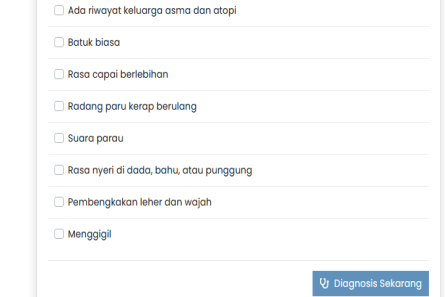 Ada riwayat keluarga asma dan atopi
Batuk biasa
Rasa capai berlebihan
Radang paru kerap berulang
Suara parau
Rasa nyeri di dada, bahu, atau punggung
Pembengkakan leher dan wajah
Menggigil
Diagnosis Sekarang